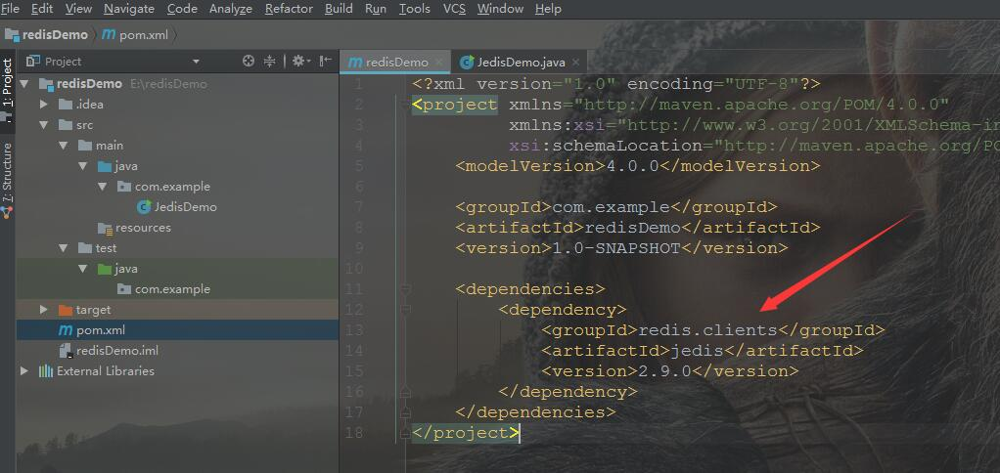 File Edit View Navigate Code Analyze Refactor Build Run Tools VCS Window Help
redisDemo pom.xml
1: Project
7: Structure
Project
redisDemo E:\redisDemo
.idea
src
main
java
com.example
JedisDemo
resources
test
java
com.example
target
pom.xml
redisDemo.iml
External Libraries
redisDemo JedisDemo.java
1 <?xml version="1.0" encoding="UTF-8"?>
2 <project xmlns="http://maven.apache.org/POM/4.0.0"
3 xmlns:xsi="http://www.w3.org/2001/XMLSchema-in
4 xsi:schemaLocation="http://maven.apache.org/PO
5 <modelVersion>4.0.0</modelVersion>
6
7 <groupId>com.example</groupId>
8 <artifactId>redisDemo</artifactId>
9 <version>1.0-SNAPSHOT</version>
10
11 <dependencies>
12 <dependency>
13 <groupId>redis.clients</groupId>
14 <artifactId>jedis</artifactId>
15 <version>2.9.0</version>
16 </dependency>
17 </dependencies>
18 </project>